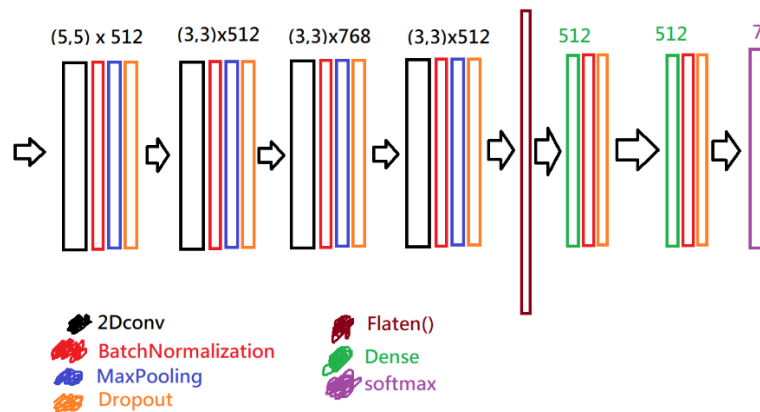 (5,5) x 512
(3,3)x512
(3,3)x768
(3,3)x512
512
512
7
2Dconv
BatchNormalization
MaxPooling
Dropout
Flaten()
Dense
softmax